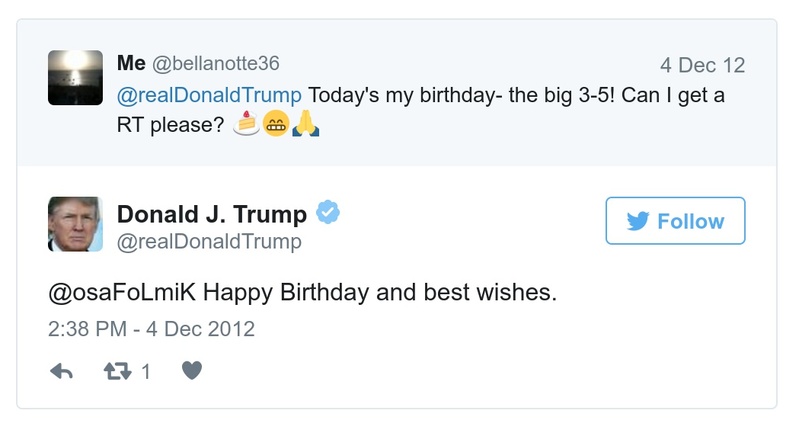 Me @bellanotte36 4 Dec 12
@realDonaldTrump Today's my birthday- the big 3-5! Can I get a
RT please? 🍰😁🙏
Donald J. Trump
@realDonaldTrump
Follow
@osaFoLmiK Happy Birthday and best wishes.
2:38 PM - 4 Dec 2012
1